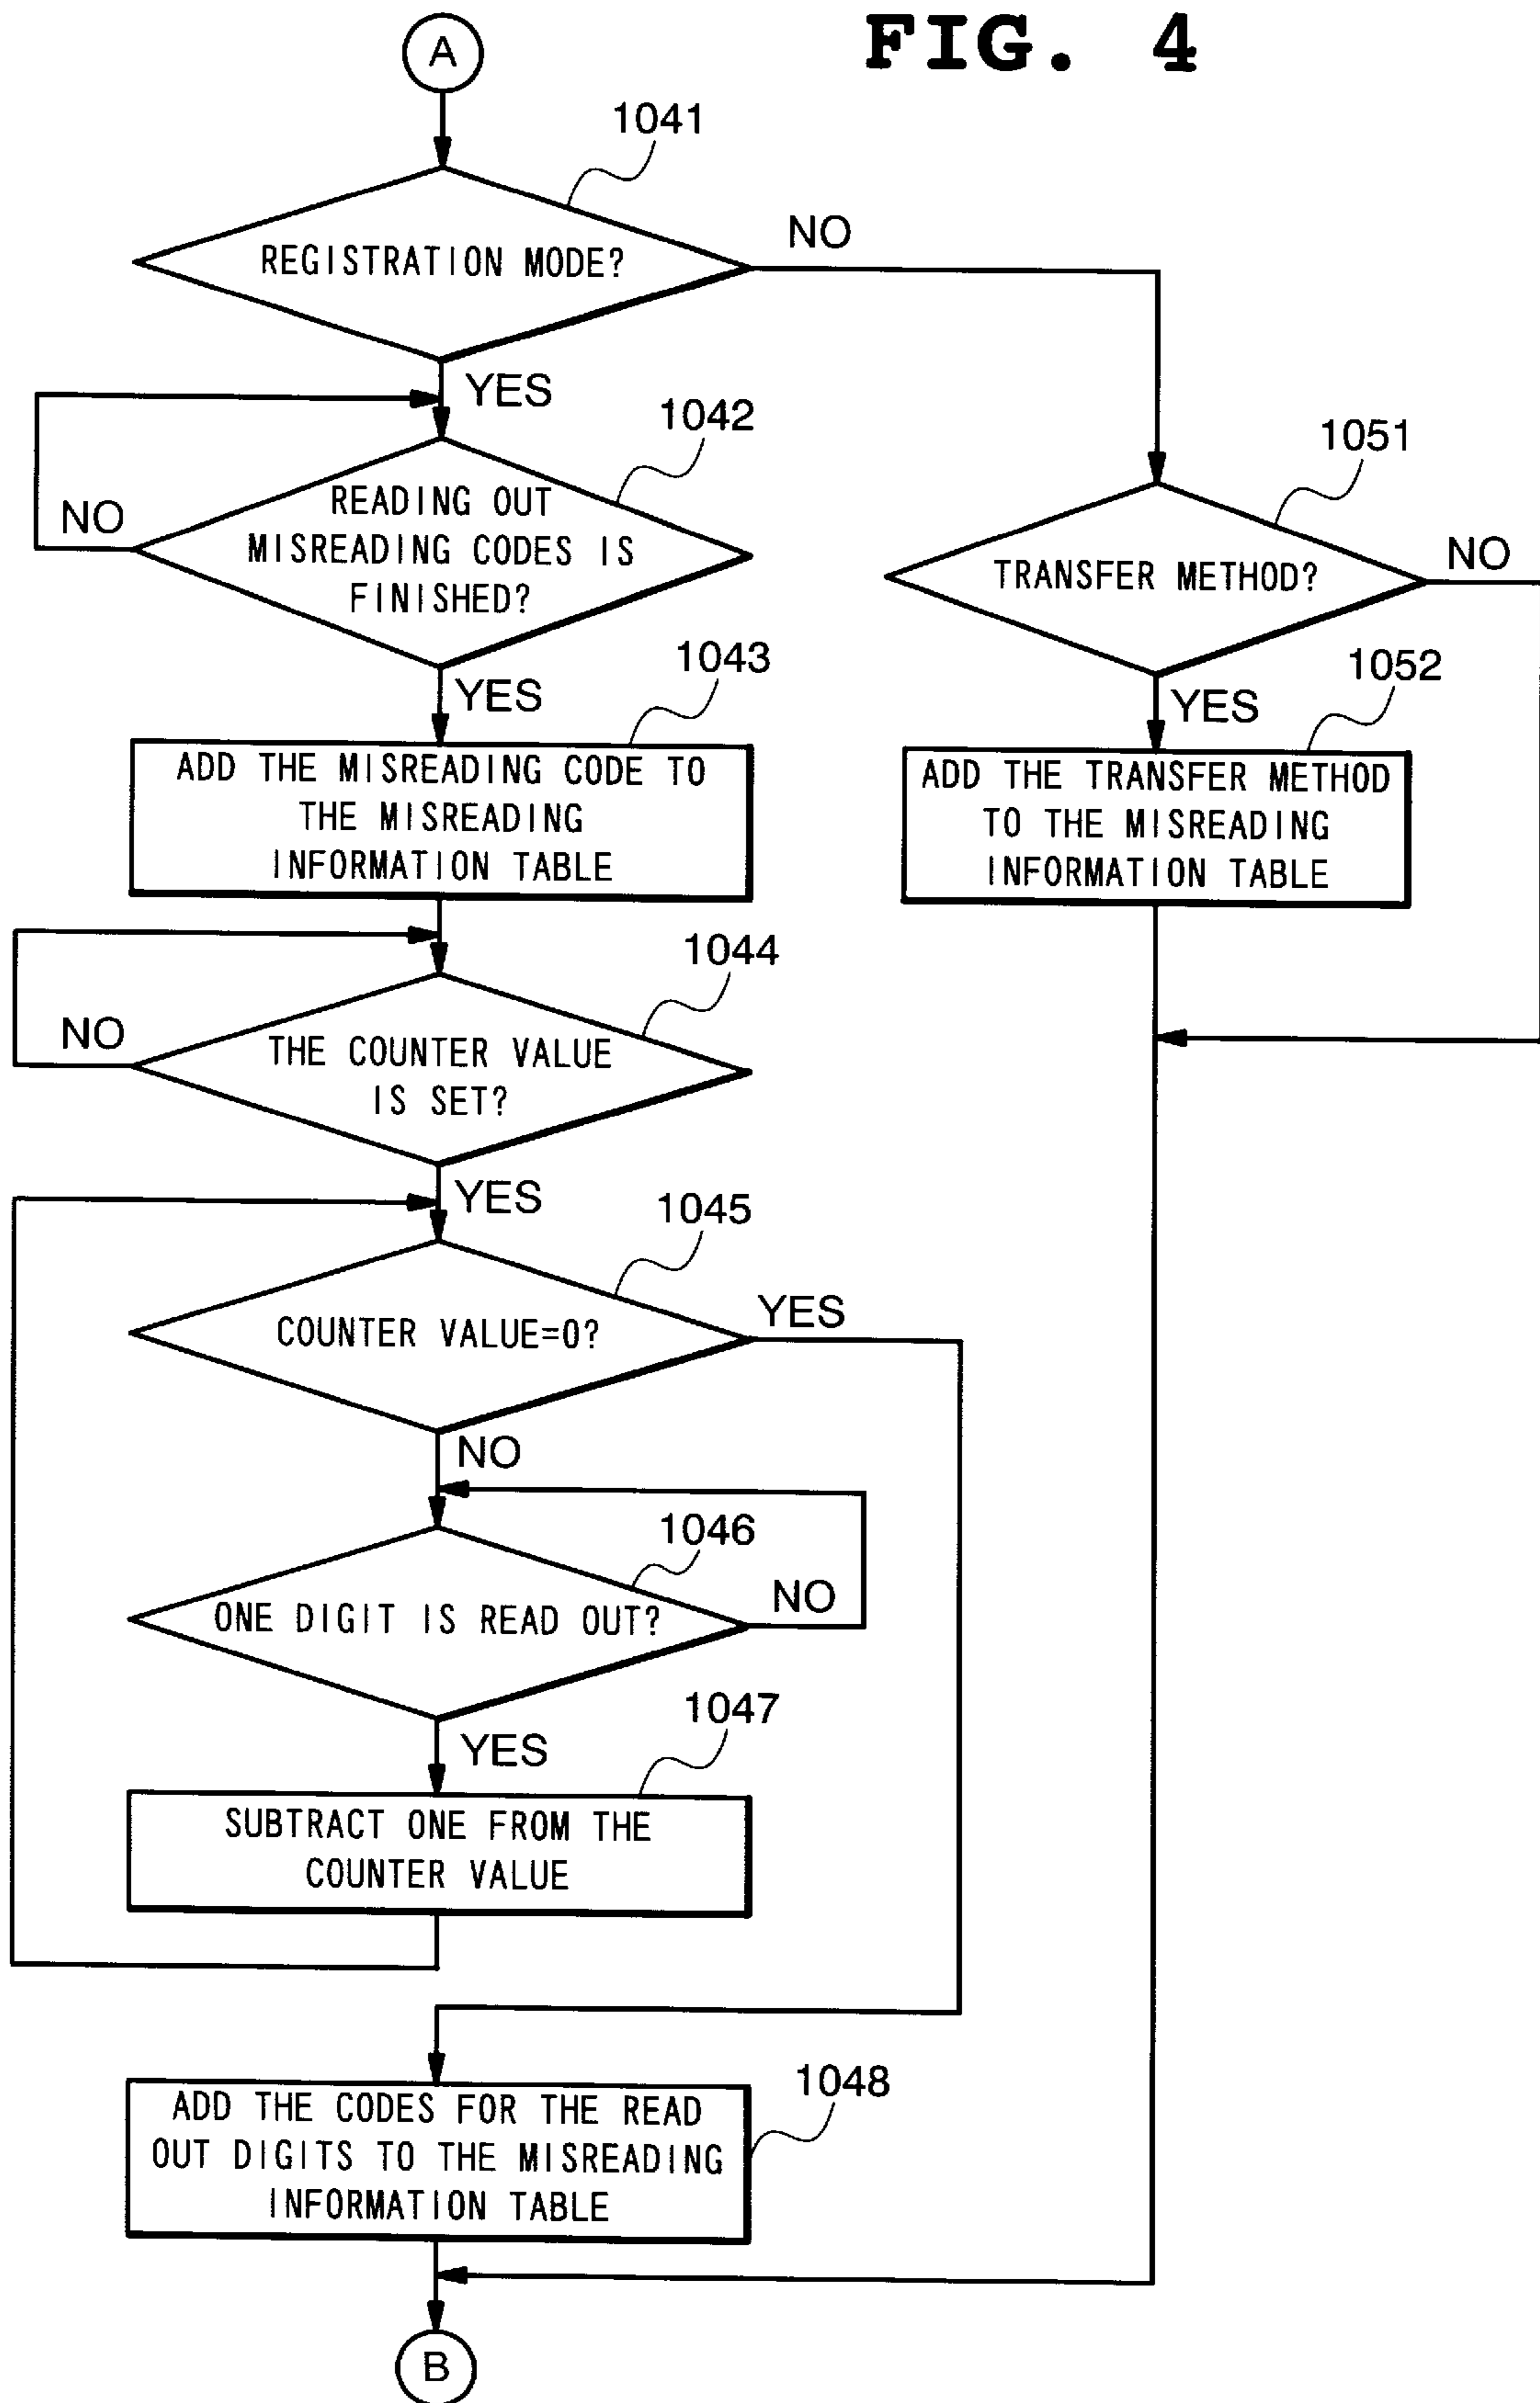 FIG. 4
A
1041
REGISTRATION MODE?
NO
YES
1042
READING OUT
MISREADING CODES IS
FINISHED?
NO
YES
1043
ADD THE MISREADING CODE TO
THE MISREADING
INFORMATION TABLE
1044
THE COUNTER VALUE
IS SET?
NO
YES
1045
COUNTER VALUE=0?
YES
NO
1046
ONE DIGIT IS READ OUT?
NO
YES
1047
SUBTRACT ONE FROM THE
COUNTER VALUE
1048
ADD THE CODES FOR THE READ
OUT DIGITS TO THE MISREADING
INFORMATION TABLE
1051
TRANSFER METHOD?
NO
YES
1052
ADD THE TRANSFER METHOD
TO THE MISREADING
INFORMATION TABLE
B